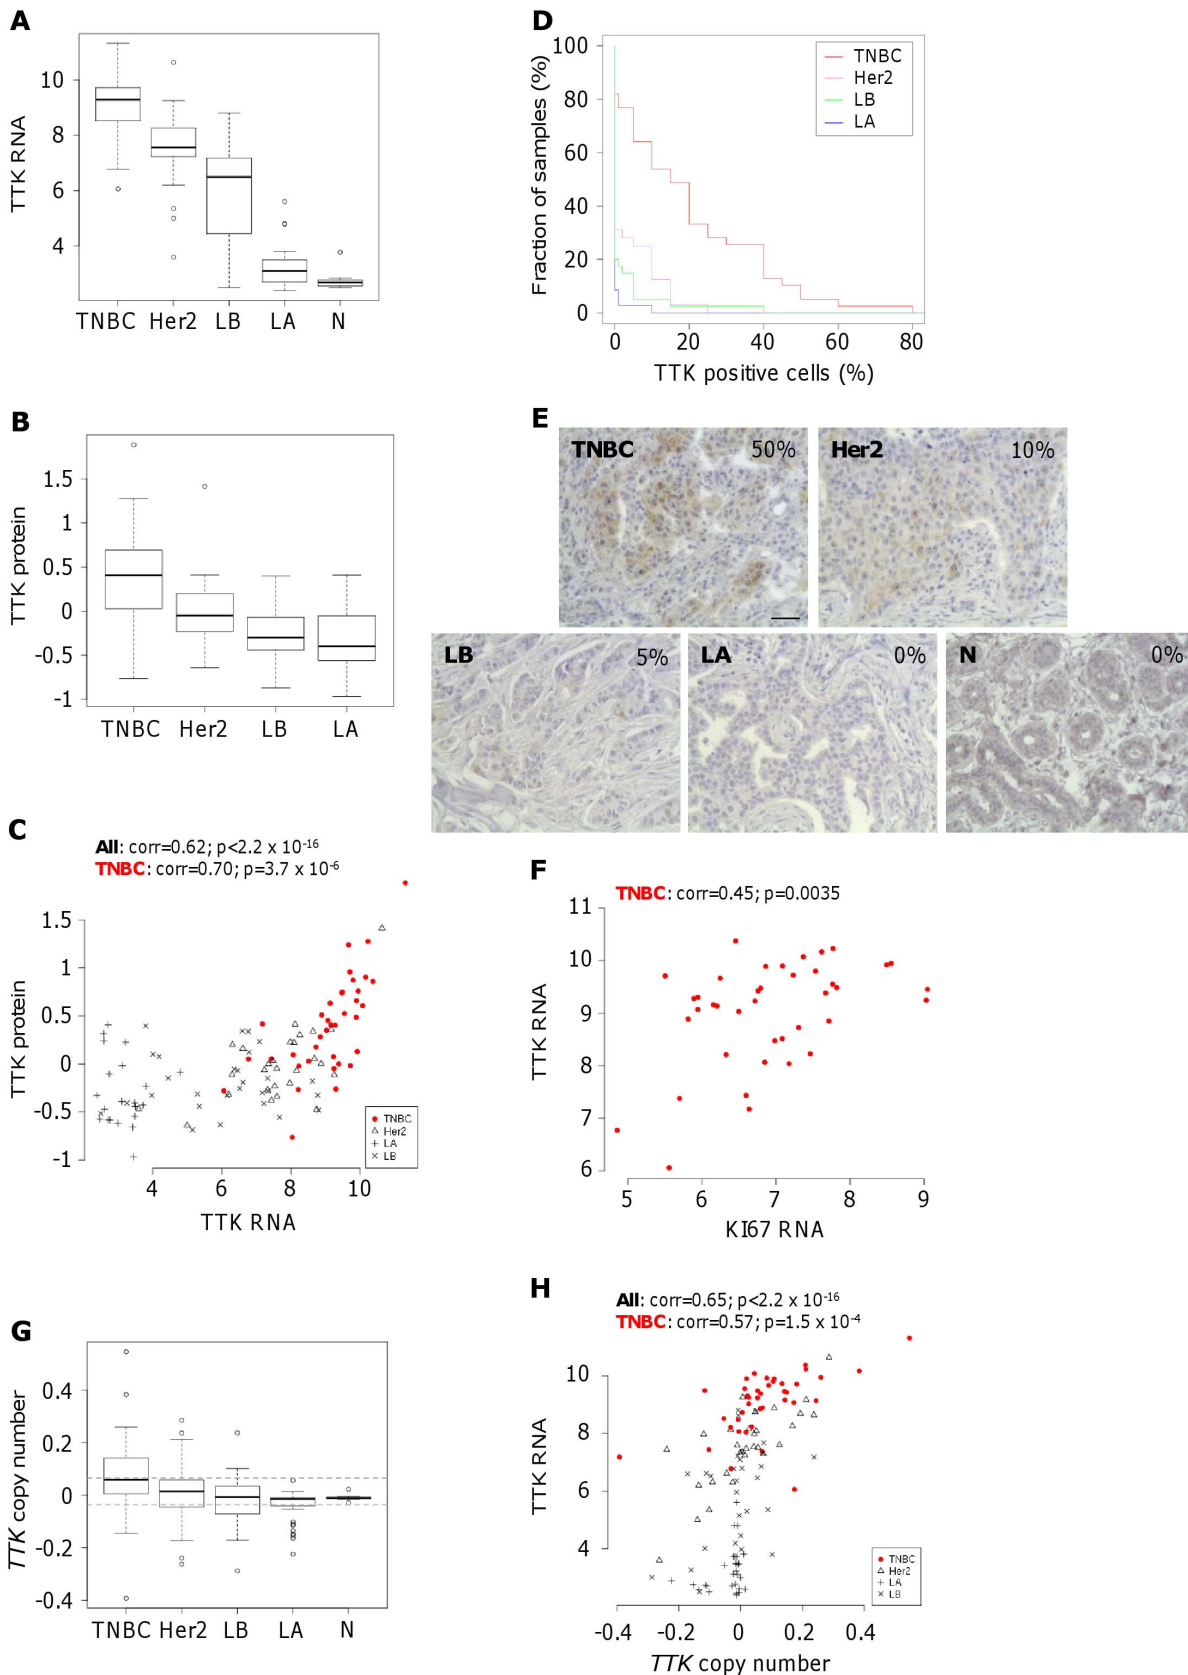 A
TTK RNA
10
8
6
4
TNBC Her2 LB LA N
B
TTK protein
1.5
1
0.5
0
-0.5
-1
TNBC Her2 LB LA
C
All: corr=0.62; p<2.2 x 10-16
TNBC: corr=0.70; p=3.7 x 10-6
TTK protein
1.5
1
0.5
0
-0.5
-1
4 6 8 10
TTK RNA
TNBC
Her2
LA
LB
D
Fraction of samples (%)
100
80
60
40
20
0
0 20 40 60 80
TTK positive cells (%)
TNBC
Her2
LB
LA
E
TNBC 50%
Her2 10%
LB 5%
LA 0%
N 0%
F
TNBC: corr=0.45; p=0.0035
TTK RNA
11
10
9
8
7
6
5 6 7 8 9
KI67 RNA
G
TTK copy number
0.4
0.2
0
-0.2
-0.4
TNBC Her2 LB LA N
H
All: corr=0.65; p<2.2 x 10-16
TNBC: corr=0.57; p=1.5 x 10-4
TTK RNA
10
8
6
4
-0.4 -0.2 0 0.2 0.4
TTK copy number
TNBC
Her2
LA
LB